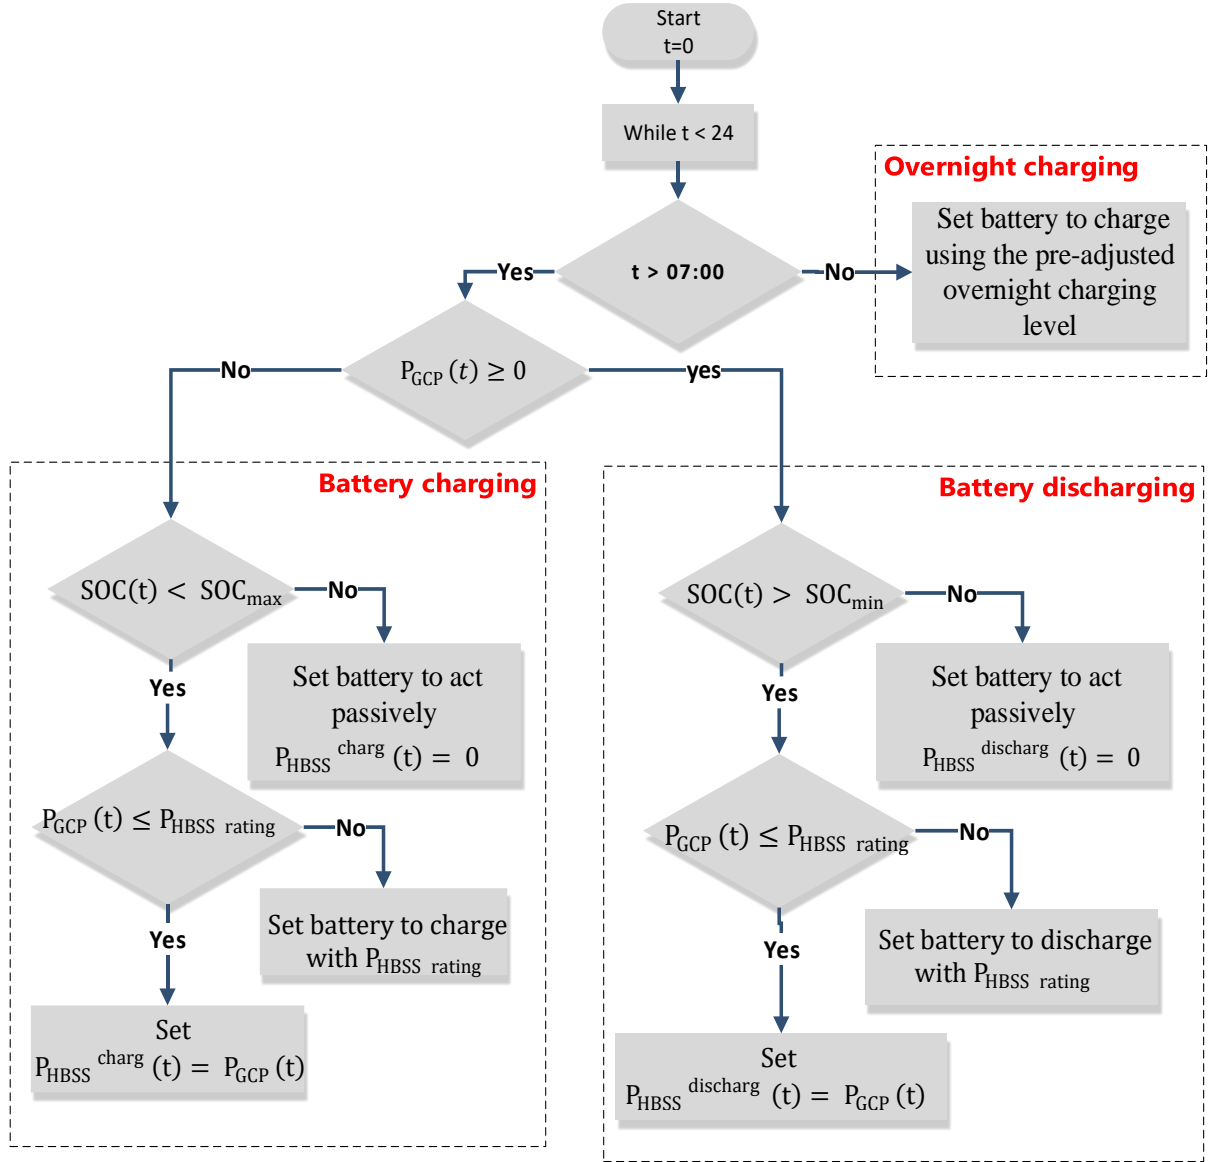 Start
t=0
While t < 24
Overnight charging
Set battery to charge
using the pre-adjusted
overnight charging
level
t > 07:00
Yes
No
P_GCP (t) ≥ 0
No
yes
Battery charging
SOC(t) < SOC_max
No
Set battery to act
passively
P_HBSS^charg (t) = 0
Yes
P_GCP (t) ≤ P_HBSS rating
No
Set battery to charge
with P_HBSS rating
Yes
Set
P_HBSS^charg (t) = P_GCP (t)
Battery discharging
SOC(t) > SOC_min
No
Set battery to act
passively
P_HBSS^discharg (t) = 0
Yes
P_GCP (t) ≤ P_HBSS rating
No
Set battery to discharge
with P_HBSS rating
Yes
Set
P_HBSS^discharg (t) = P_GCP (t)